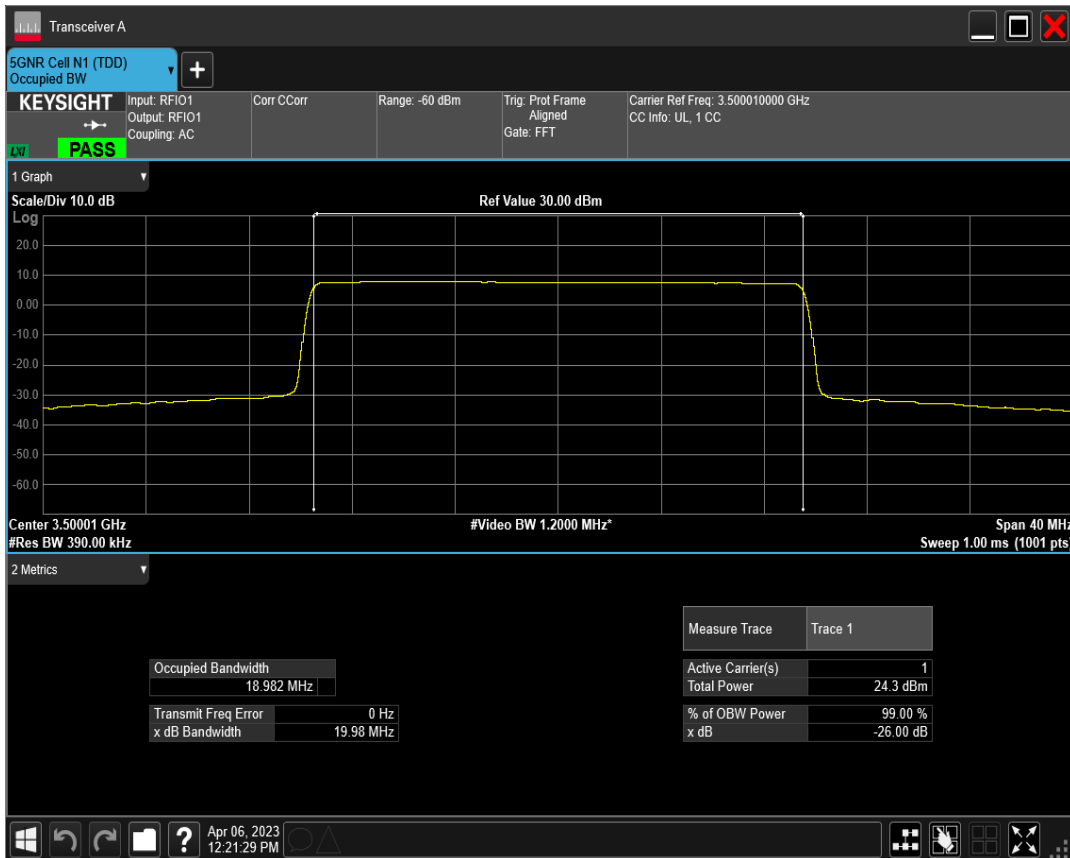 Transceiver A
5GNR Cell N1 (TDD)
Occupied BW
KEYSIGHT
LXI
PASS
Input: RFIO1
Output: RFIO1
Coupling: AC
Corr CCorr
Range: -60 dBm
Trig: Prot Frame
Aligned
Gate: FFT
Carrier Ref Freq: 3.500010000 GHz
CC Info: UL, 1 CC
1 Graph
Scale/Div 10.0 dB
Ref Value 30.00 dBm
Log
20.0
10.0
0.00
-10.0
-20.0
-30.0
-40.0
-50.0
-60.0
Center 3.50001 GHz
#Video BW 1.2000 MHz*
Span 40 MHz
#Res BW 390.00 kHz
Sweep 1.00 ms (1001 pts)
2 Metrics
Measure Trace Trace 1
Occupied Bandwidth
18.982 MHz
Active Carrier(s) 1
Total Power 24.3 dBm
Transmit Freq Error 0 Hz
x dB Bandwidth 19.98 MHz
% of OBW Power 99.00 %
x dB -26.00 dB
?
Apr 06, 2023
12:21:29 PM